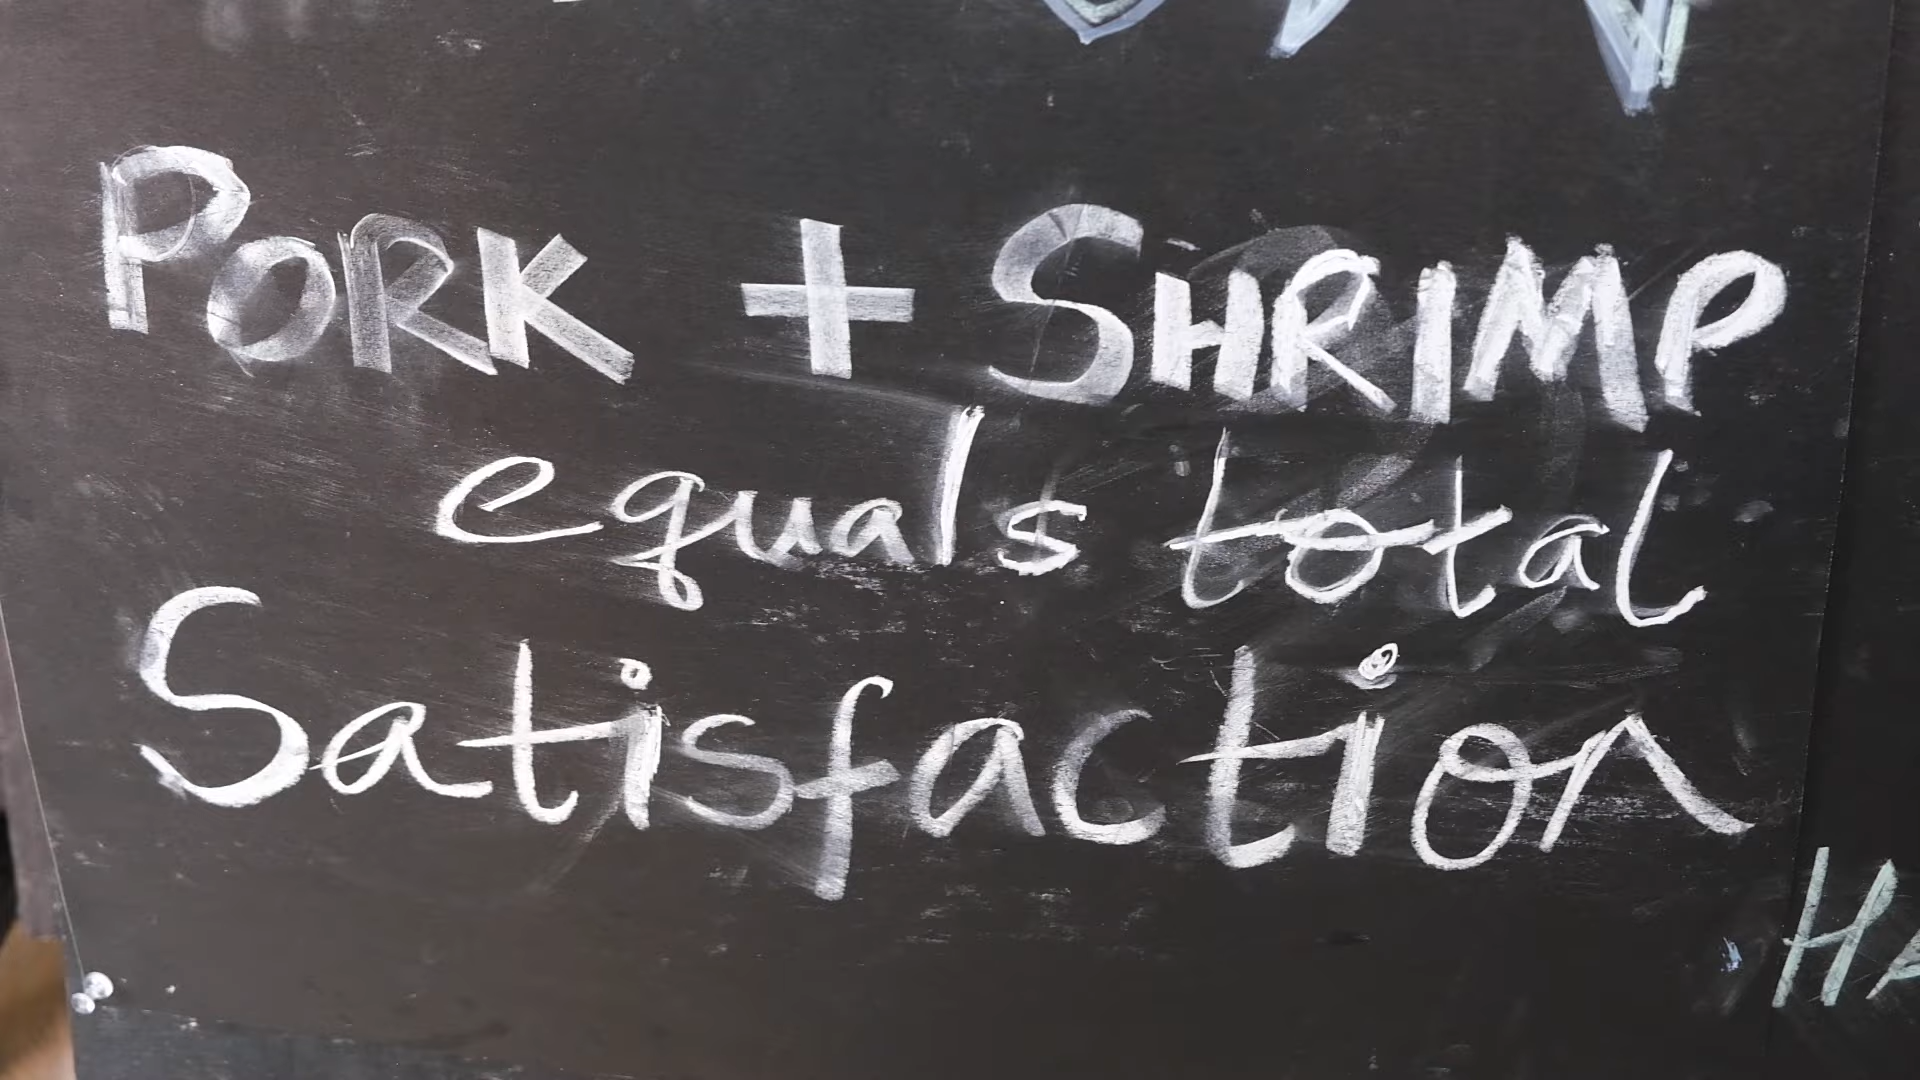 PORK + SHRIMP
equals total
Satisfaction